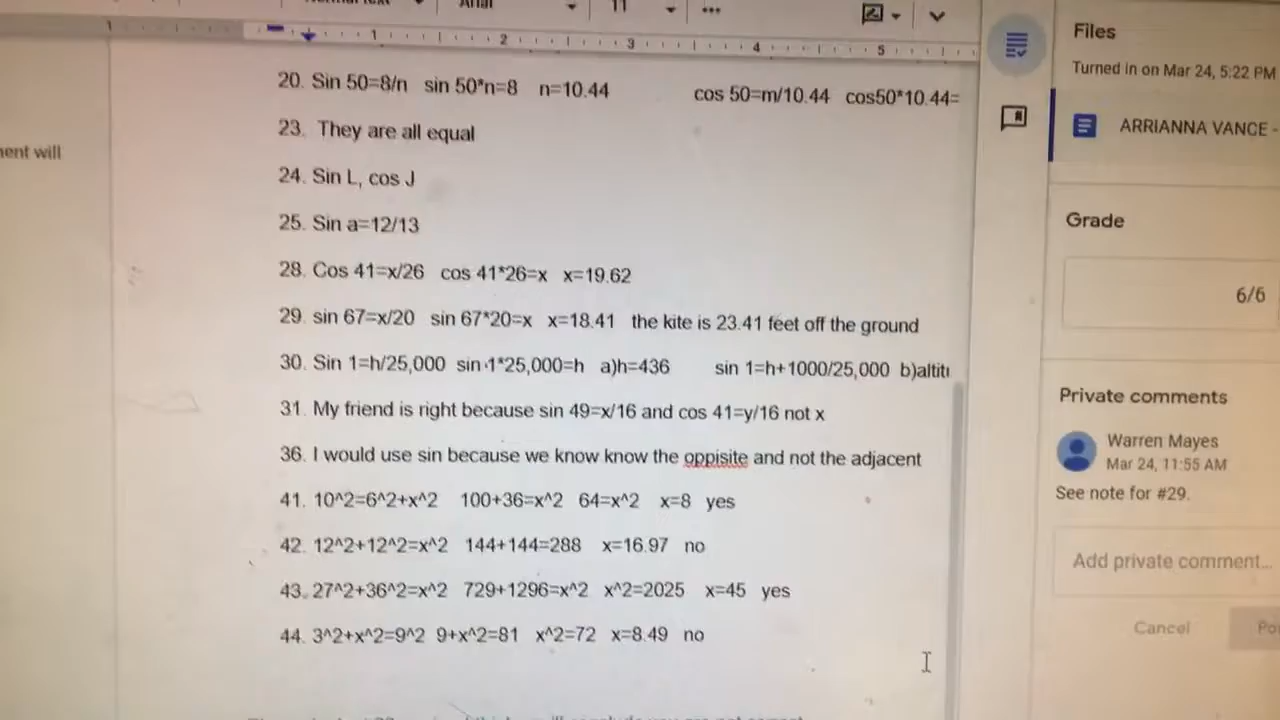 Arial
11
1 1 2 3 4 5
20. Sin 50=8/n sin 50*n=8 n=10.44 cos 50=m/10.44 cos50*10.44=
23. They are all equal
24. Sin L, cos J
25. Sin a=12/13
28. Cos 41=x/26 cos 41*26=x x=19.62
29. sin 67=x/20 sin 67*20=x x=18.41 the kite is 23.41 feet off the ground
30. Sin 1=h/25,000 sin 1*25,000=h a)h=436 sin 1=h+1000/25,000 b)altit
31. My friend is right because sin 49=x/16 and cos 41=y/16 not x
36. I would use sin because we know know the oppisite and not the adjacent
41. 10^2=6^2+x^2 100+36=x^2 64=x^2 x=8 yes
42. 12^2+12^2=x^2 144+144=288 x=16.97 no
43. 27^2+36^2=x^2 729+1296=x^2 x^2=2025 x=45 yes
44. 3^2+x^2=9^2 9+x^2=81 x^2=72 x=8.49 no
ent will
Files
Turned in on Mar 24, 5:22 PM
ARRIANNA VANCE -
Grade
6/6
Private comments
Warren Mayes
Mar 24, 11:55 AM
See note for #29.
Add private comment...
Cancel Po